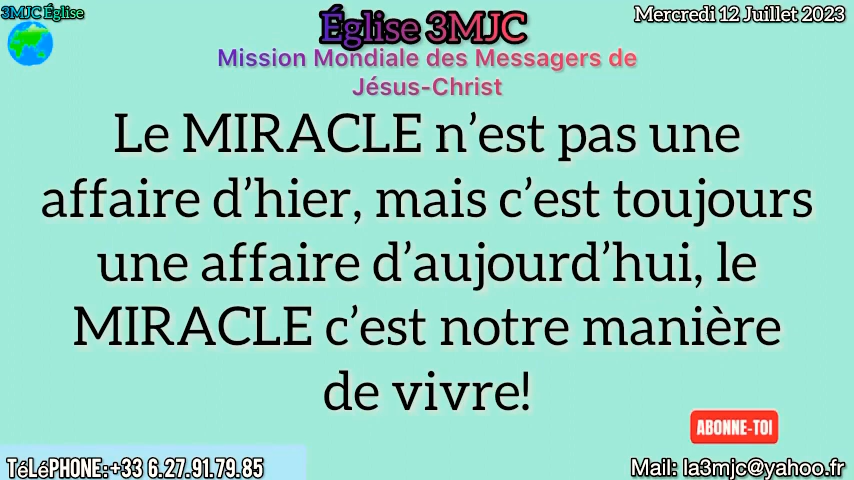 3MJC Église
Église 3MJC
Mercredi 12 Juillet 2023
Mission Mondiale des Messagers de
Jésus-Christ
Le MIRACLE n’est pas une
affaire d’hier, mais c’est toujours
une affaire d’aujourd’hui, le
MIRACLE c’est notre manière
de vivre!
ABONNE-TOI
TéLéPHONE:+33 6.27.91.79.85
Mail: la3mjc@yahoo.fr